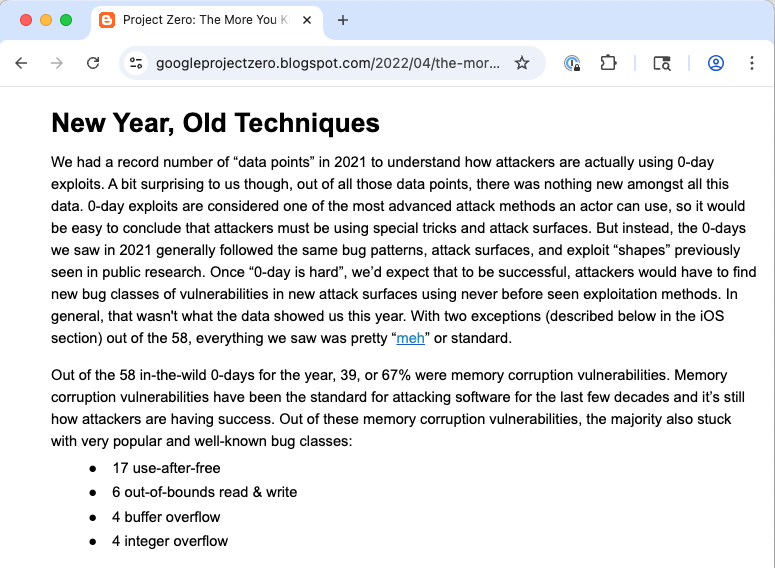 Project Zero: The More You K
googleprojectzero.blogspot.com/2022/04/the-mor...
New Year, Old Techniques
We had a record number of “data points” in 2021 to understand how attackers are actually using 0-day
exploits. A bit surprising to us though, out of all those data points, there was nothing new amongst all this
data. 0-day exploits are considered one of the most advanced attack methods an actor can use, so it would
be easy to conclude that attackers must be using special tricks and attack surfaces. But instead, the 0-days
we saw in 2021 generally followed the same bug patterns, attack surfaces, and exploit “shapes” previously
seen in public research. Once “0-day is hard”, we’d expect that to be successful, attackers would have to find
new bug classes of vulnerabilities in new attack surfaces using never before seen exploitation methods. In
general, that wasn't what the data showed us this year. With two exceptions (described below in the iOS
section) out of the 58, everything we saw was pretty “meh” or standard.
Out of the 58 in-the-wild 0-days for the year, 39, or 67% were memory corruption vulnerabilities. Memory
corruption vulnerabilities have been the standard for attacking software for the last few decades and it’s still
how attackers are having success. Out of these memory corruption vulnerabilities, the majority also stuck
with very popular and well-known bug classes:
● 17 use-after-free
● 6 out-of-bounds read & write
● 4 buffer overflow
● 4 integer overflow